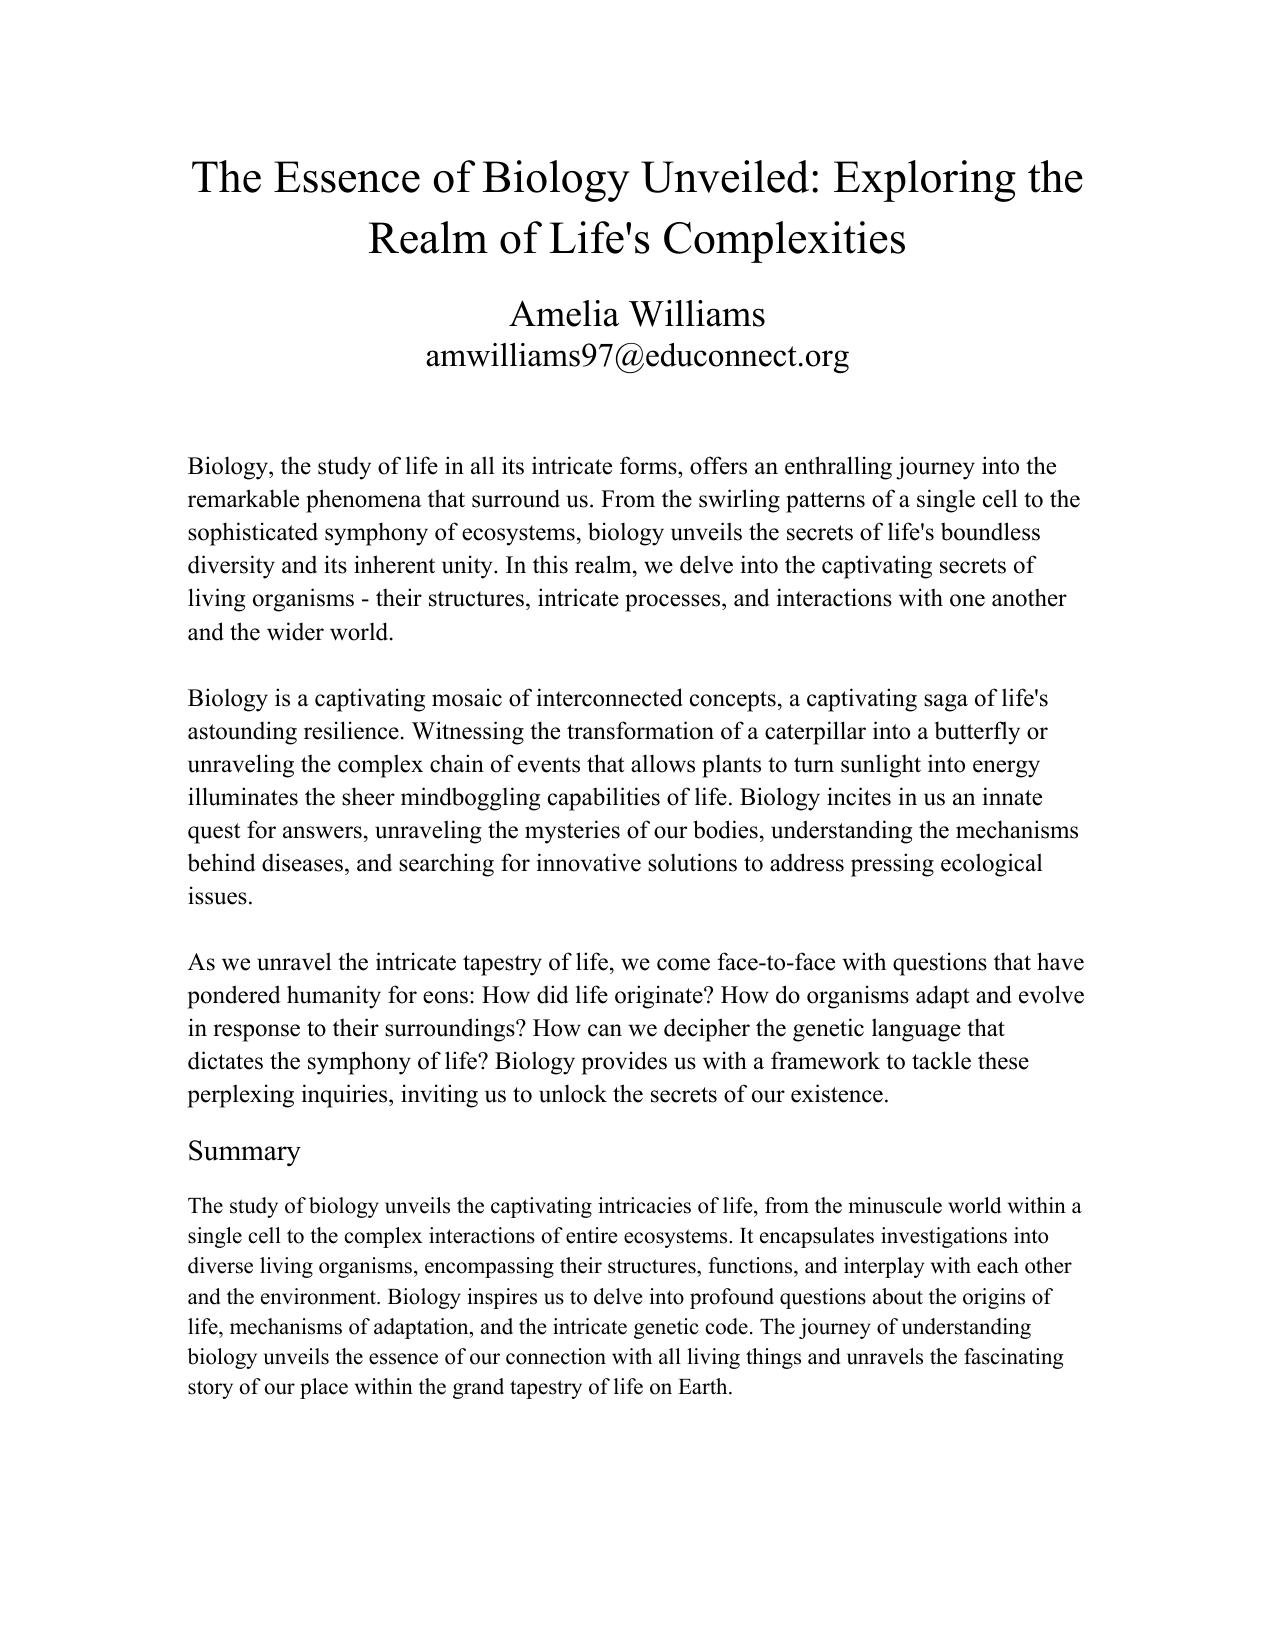 The Essence of Biology Unveiled: Exploring the
Realm of Life's Complexities
Amelia Williams
amwilliams97@educonnect.org
Biology, the study of life in all its intricate forms, offers an enthralling journey into the
remarkable phenomena that surround us. From the swirling patterns of a single cell to the
sophisticated symphony of ecosystems, biology unveils the secrets of life's boundless
diversity and its inherent unity. In this realm, we delve into the captivating secrets of
living organisms - their structures, intricate processes, and interactions with one another
and the wider world.
Biology is a captivating mosaic of interconnected concepts, a captivating saga of life's
astounding resilience. Witnessing the transformation of a caterpillar into a butterfly or
unraveling the complex chain of events that allows plants to turn sunlight into energy
illuminates the sheer mindboggling capabilities of life. Biology incites in us an innate
quest for answers, unraveling the mysteries of our bodies, understanding the mechanisms
behind diseases, and searching for innovative solutions to address pressing ecological
issues.
As we unravel the intricate tapestry of life, we come face-to-face with questions that have
pondered humanity for eons: How did life originate? How do organisms adapt and evolve
in response to their surroundings? How can we decipher the genetic language that
dictates the symphony of life? Biology provides us with a framework to tackle these
perplexing inquiries, inviting us to unlock the secrets of our existence.
Summary
The study of biology unveils the captivating intricacies of life, from the minuscule world within a
single cell to the complex interactions of entire ecosystems. It encapsulates investigations into
diverse living organisms, encompassing their structures, functions, and interplay with each other
and the environment. Biology inspires us to delve into profound questions about the origins of
life, mechanisms of adaptation, and the intricate genetic code. The journey of understanding
biology unveils the essence of our connection with all living things and unravels the fascinating
story of our place within the grand tapestry of life on Earth.